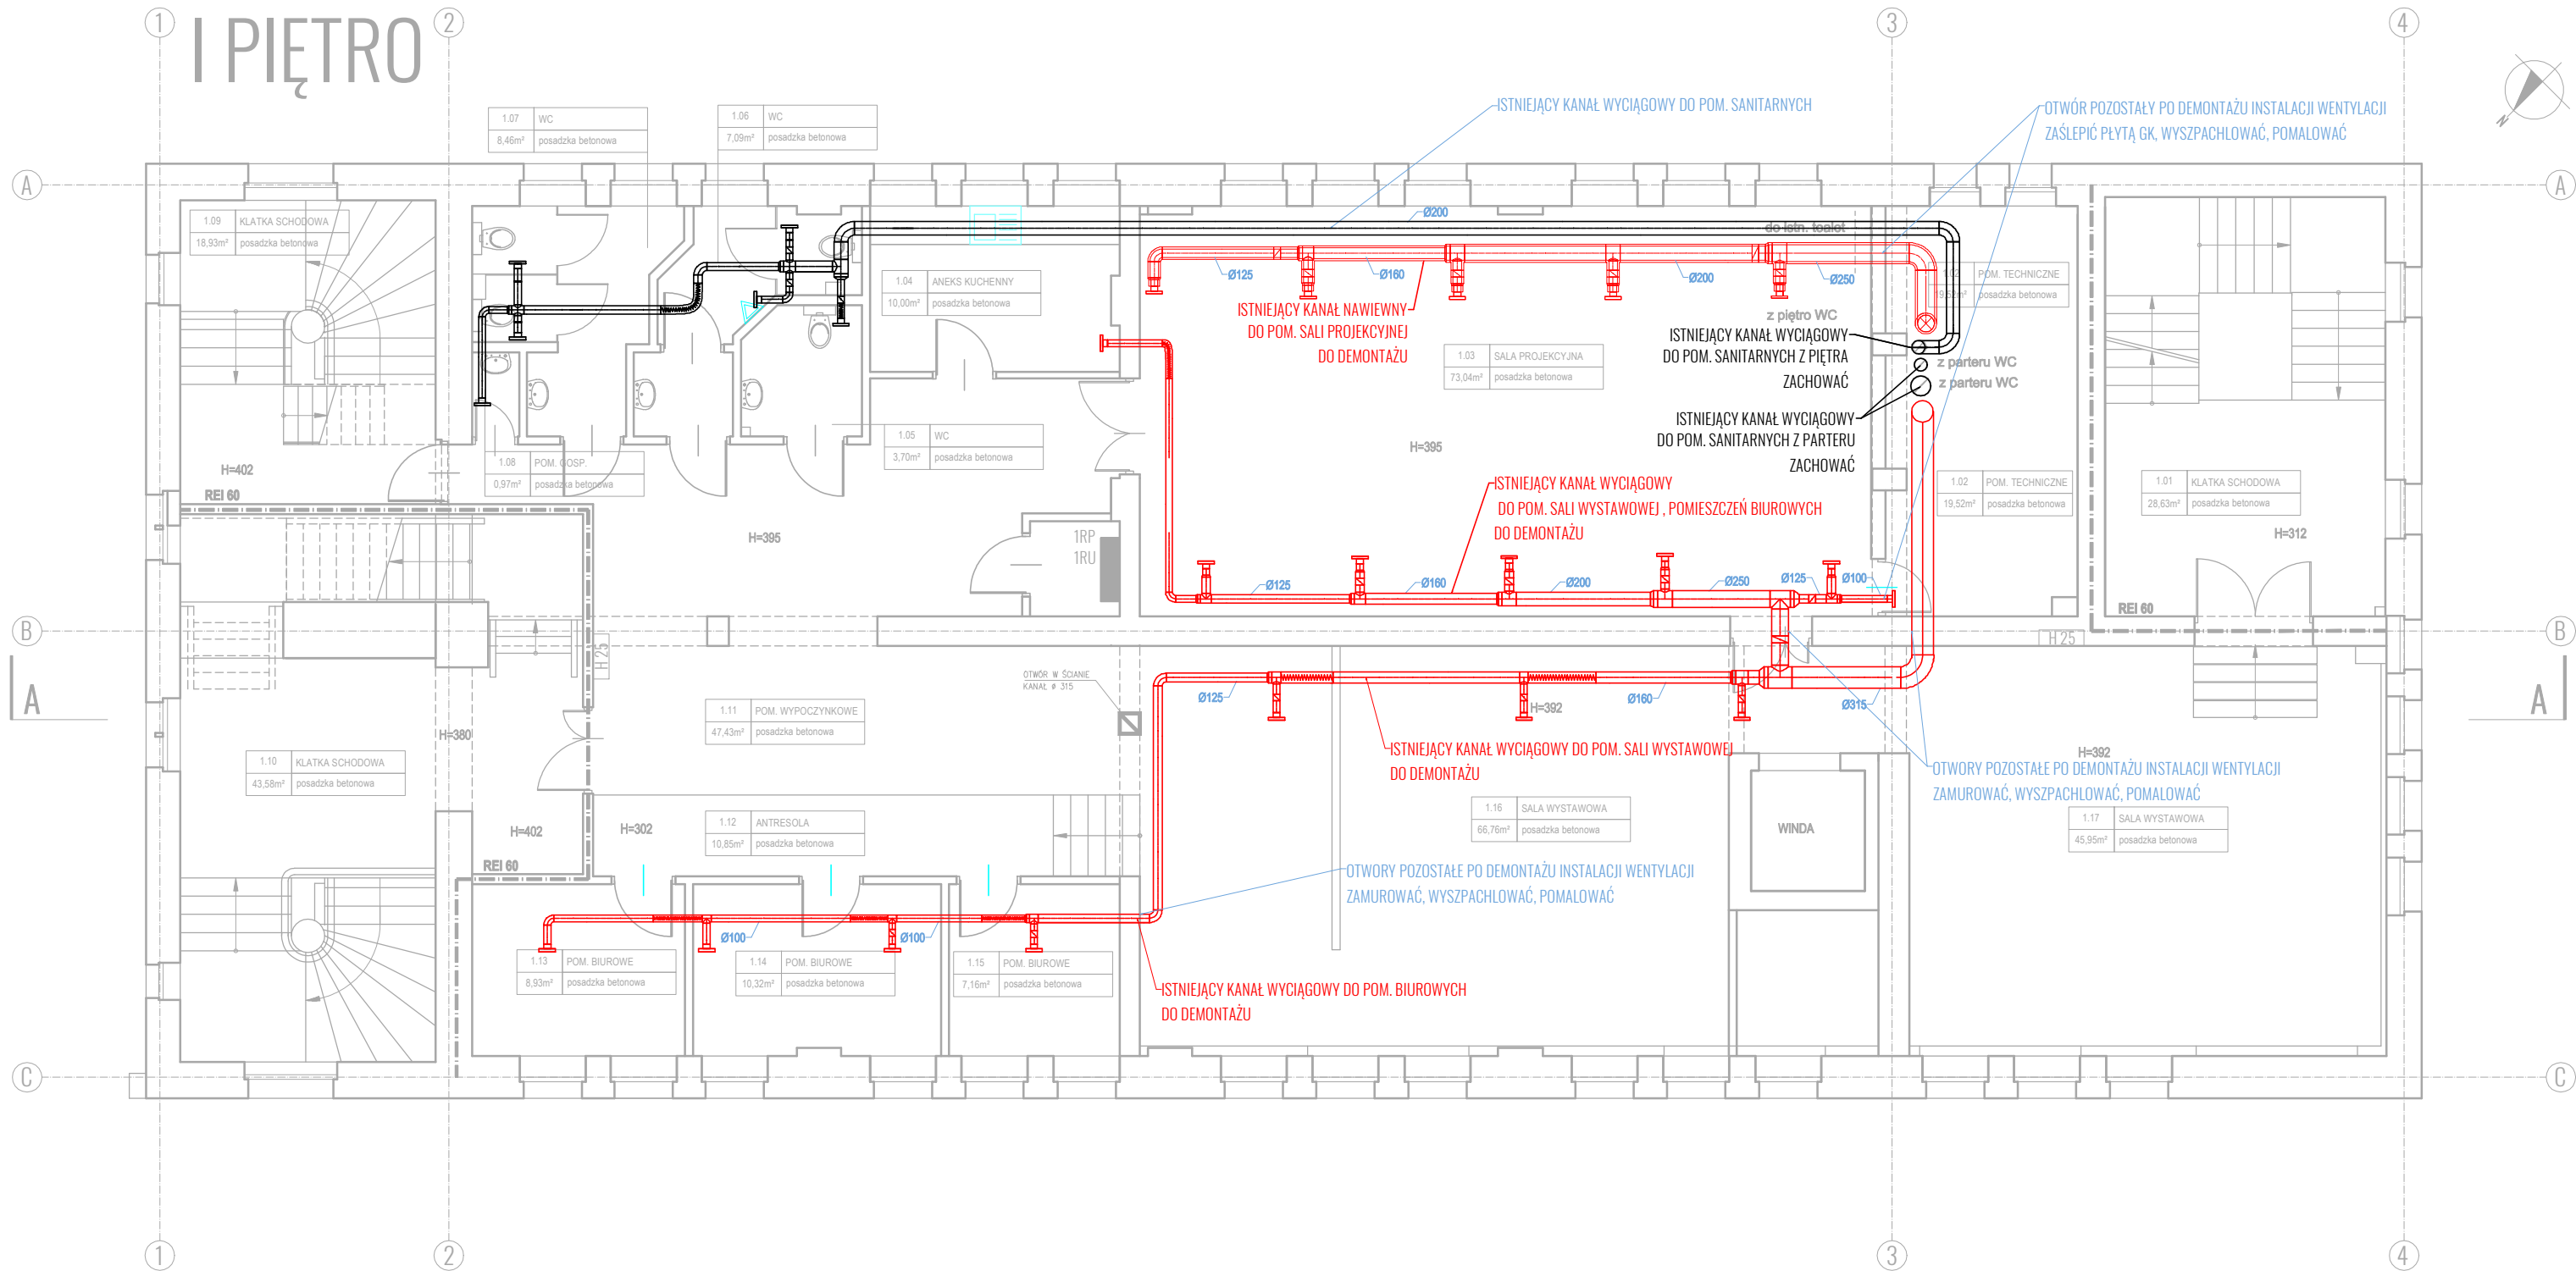 1
2
3
4
I PIĘTRO
ISTNIEJĄCY KANAŁ WYCIĄGOWY DO POM. SANITARNYCH
OTWÓR POZOSTAŁY PO DEMONTAŻU INSTALACJI WENTYLACJI
ZAŚLEPIĆ PŁYTĄ GK, WYSZPACHLOWAĆ, POMALOWAĆ
N
1.07 WC
8,46m² posadzka betonowa
1.06 WC
7,09m² posadzka betonowa
A
A
1.09 KLATKA SCHODOWA
18,93m² posadzka betonowa
Ø200
do istn. toalet
Ø125
Ø160
Ø200
Ø250
1.04 ANEKS KUCHENNY
10,00m² posadzka betonowa
1.02 POM. TECHNICZNE
19,52m² posadzka betonowa
ISTNIEJĄCY KANAŁ NAWIEWNY
DO POM. SALI PROJEKCYJNEJ
DO DEMONTAŻU
z piętro WC
ISTNIEJĄCY KANAŁ WYCIĄGOWY
DO POM. SANITARNYCH Z PIĘTRA
ZACHOWAĆ
1.03 SALA PROJEKCYJNA
73,04m² posadzka betonowa
z parteru WC
z parteru WC
ISTNIEJĄCY KANAŁ WYCIĄGOWY
DO POM. SANITARNYCH Z PARTERU
ZACHOWAĆ
1.05 WC
3,70m² posadzka betonowa
H=395
H=402
1.08 POM. GOSP.
0,97m² posadzka betonowa
REI 60
ISTNIEJĄCY KANAŁ WYCIĄGOWY
DO POM. SALI WYSTAWOWEJ , POMIESZCZEŃ BIUROWYCH
DO DEMONTAŻU
1.02 POM. TECHNICZNE
19,52m² posadzka betonowa
1.01 KLATKA SCHODOWA
28,63m² posadzka betonowa
H=312
H=395
1RP
1RU
Ø125
Ø160
Ø200
Ø250
Ø125
Ø100
REI 60
B
B
H 25
H 25
OTWÓR W ŚCIANIE
KANAŁ Ø 315
A
A
Ø125
Ø160
Ø315
H=392
1.11 POM. WYPOCZYNKOWE
47,43m² posadzka betonowa
H=380
ISTNIEJĄCY KANAŁ WYCIĄGOWY DO POM. SALI WYSTAWOWEJ
DO DEMONTAŻU
H=392
1.10 KLATKA SCHODOWA
43,58m² posadzka betonowa
OTWORY POZOSTAŁE PO DEMONTAŻU INSTALACJI WENTYLACJI
ZAMUROWAĆ, WYSZPACHLOWAĆ, POMALOWAĆ
1.16 SALA WYSTAWOWA
66,76m² posadzka betonowa
WINDA
1.17 SALA WYSTAWOWA
45,95m² posadzka betonowa
H=402
H=302
1.12 ANTRESOLA
10,85m² posadzka betonowa
REI 60
OTWORY POZOSTAŁE PO DEMONTAŻU INSTALACJI WENTYLACJI
ZAMUROWAĆ, WYSZPACHLOWAĆ, POMALOWAĆ
Ø100
Ø100
1.13 POM. BIUROWE
8,93m² posadzka betonowa
1.14 POM. BIUROWE
10,32m² posadzka betonowa
1.15 POM. BIUROWE
7,16m² posadzka betonowa
ISTNIEJĄCY KANAŁ WYCIĄGOWY DO POM. BIUROWYCH
DO DEMONTAŻU
C
C
1
2
3
4